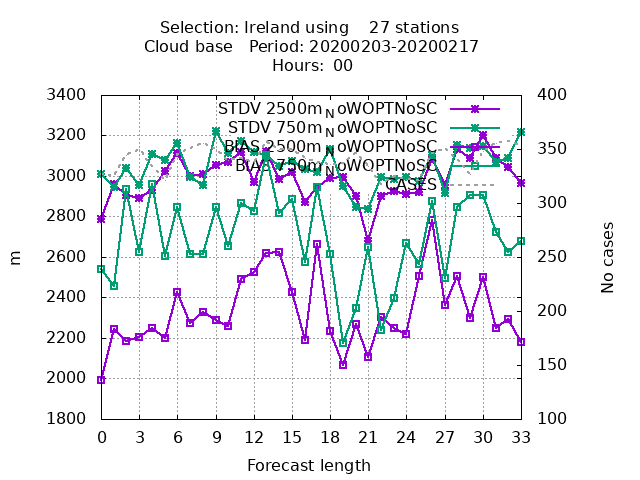 Selection: Ireland using 27 stations
Cloud base Period: 20200203-20200217
Hours: 00
3400
3200
3000
2800
2600
2400
2200
2000
1800
m
STDV 2500m N oWOPTNoSC
STDV 750m N oWOPTNoSC
BIAS 2500m N oWOPTNoSC
BIAS 750m N oWOPTNoSC
CASES
400
350
300
250
200
150
100
No cases
0 3 6 9 12 15 18 21 24 27 30 33
Forecast length